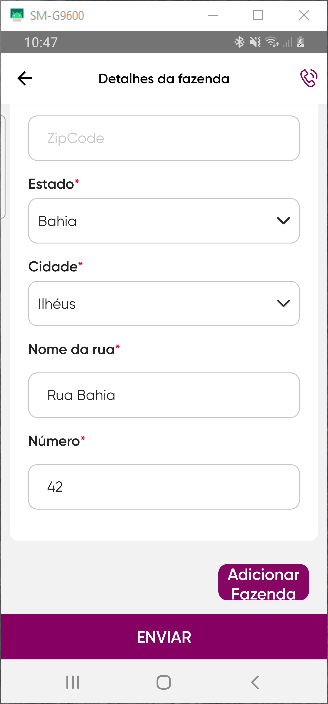 SM-G9600
10:47
Detalhes da fazenda
ZipCode
Estado*
Bahia
Cidade*
Ilhéus
Nome da rua*
Rua Bahia
Número*
42
Adicionar
Fazenda
ENVIAR